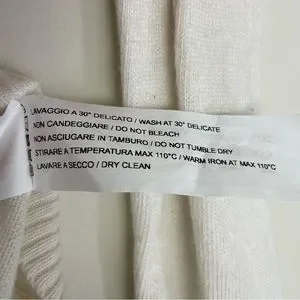 LAVAGGIO A 30° DELICATO / WASH AT 30° DELICATE
NON CANDEGGIARE / DO NOT BLEACH
NON ASCIUGARE IN TAMBURO / DO NOT TUMBLE DRY
STIRARE A TEMPERATURA MAX 110°C / WARM IRON AT MAX 110°C
LAVARE A SECCO / DRY CLEAN